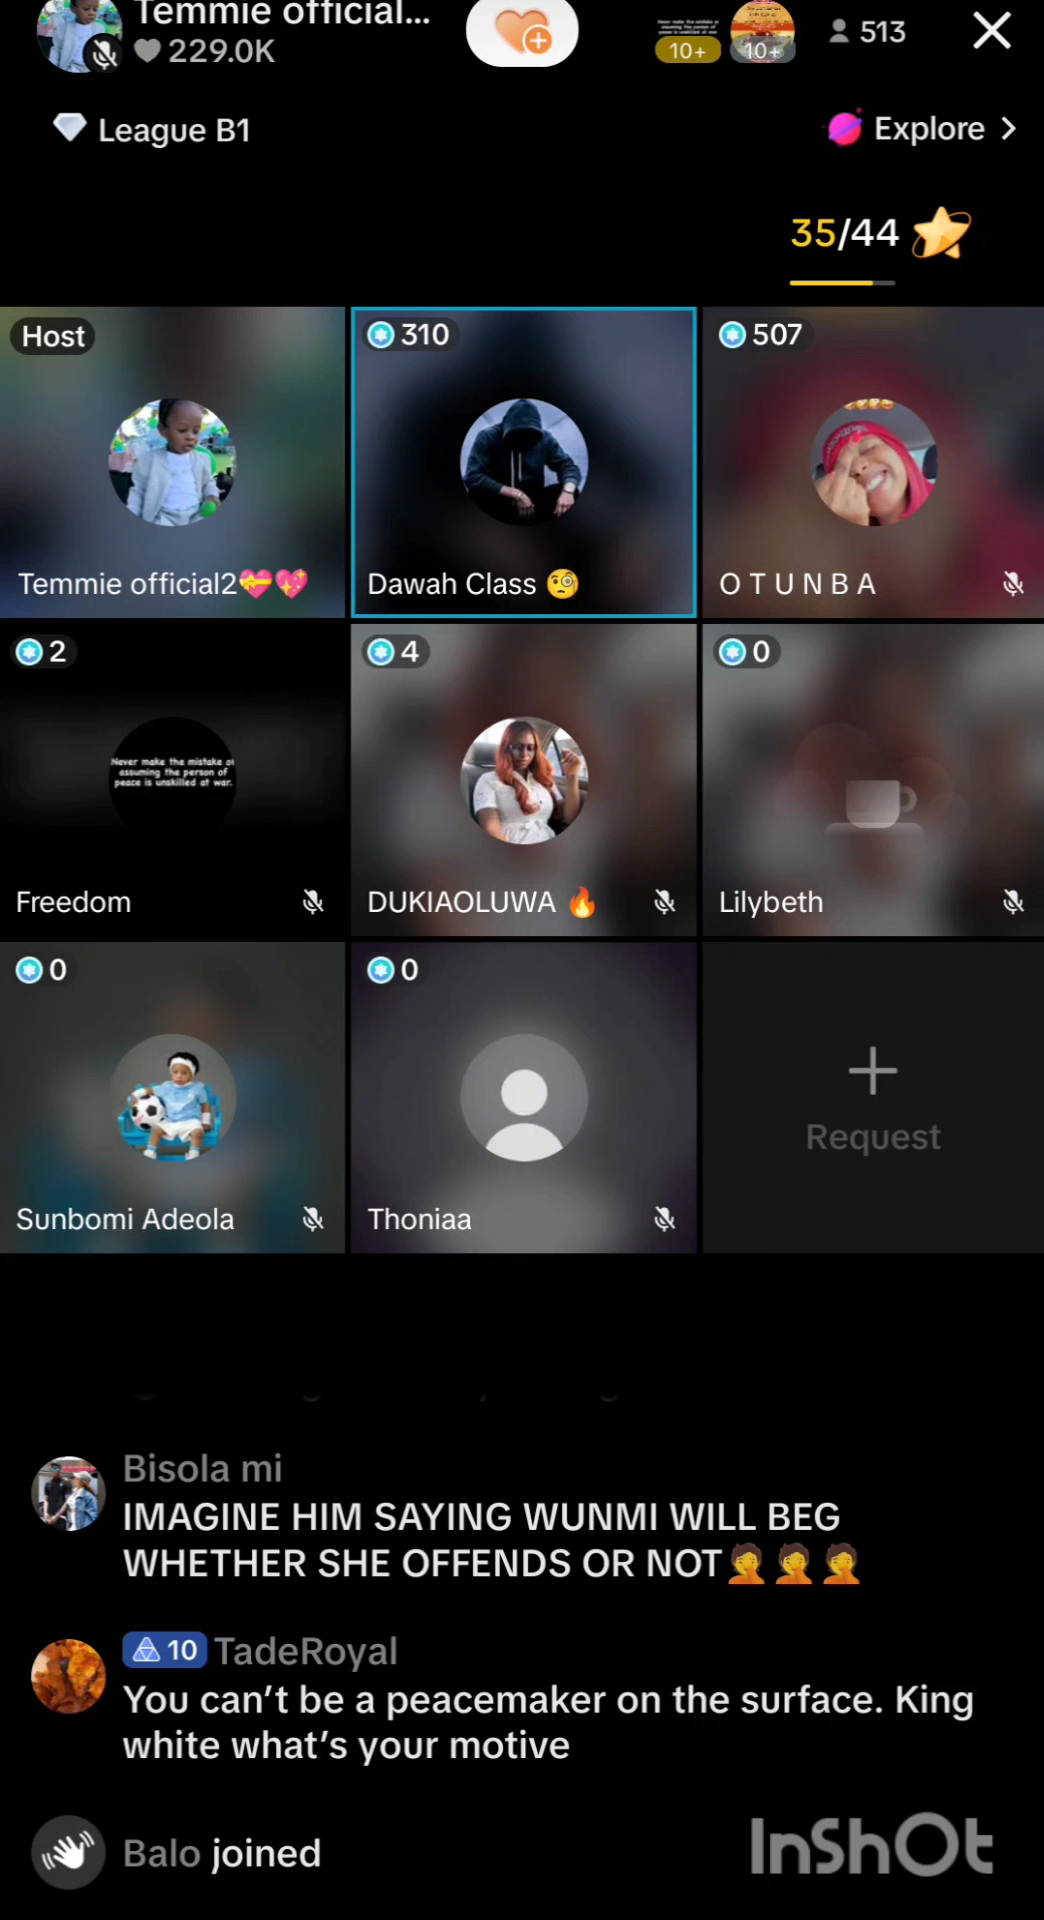 Temmie official...
229.0K
10+
10+
513
League B1
Explore
35/44
Host
310
507
Temmie official2💝💖
Dawah Class 🧐
O T U N B A
2
4
0
Never make the mistake of
assuming the person of
peace is unskilled at war.
Freedom
DUKIAOLUWA 🔥
Lilybeth
0
0
Request
Sunbomi Adeola
Thoniaa
Bisola mi
IMAGINE HIM SAYING WUNMI WILL BEG
WHETHER SHE OFFENDS OR NOT🤦🤦🤦
10 TadeRoyal
You can't be a peacemaker on the surface. King
white what's your motive
Balo joined
InShOt